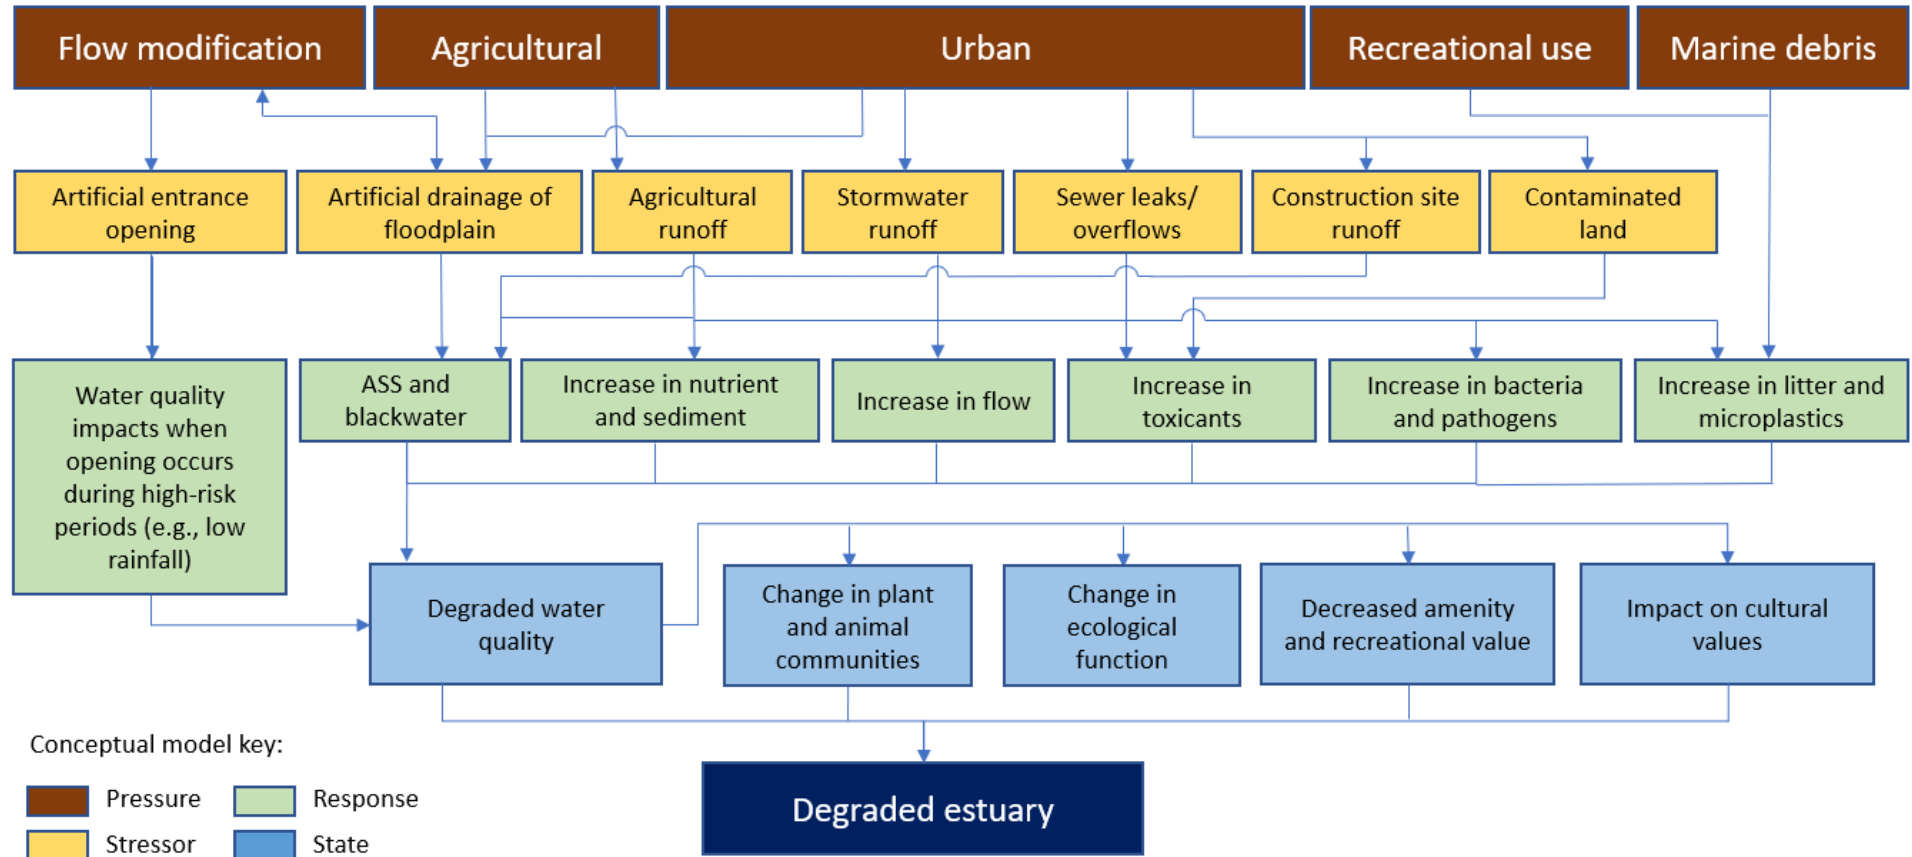 Flow modification
Agricultural
Urban
Recreational use
Marine debris
Artificial entrance
opening
Artificial drainage of
floodplain
Agricultural
runoff
Stormwater
runoff
Sewer leaks/
overflows
Construction site
runoff
Contaminated
land
Water quality
impacts when
opening occurs
during high-risk
periods (e.g., low
rainfall)
ASS and
blackwater
Increase in nutrient
and sediment
Increase in flow
Increase in
toxicants
Increase in bacteria
and pathogens
Increase in litter and
microplastics
Degraded water
quality
Change in plant
and animal
communities
Change in
ecological
function
Decreased amenity
and recreational value
Impact on cultural
values
Degraded estuary
Conceptual model key:
Pressure
Response
Stressor
State